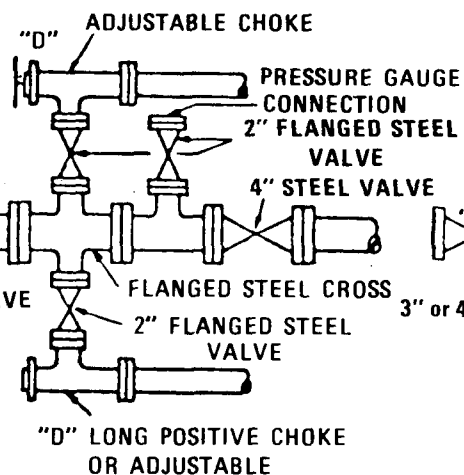 "D"
ADJUSTABLE CHOKE
PRESSURE GAUGE
CONNECTION
2" FLANGED STEEL
VALVE
4" STEEL VALVE
FLANGED STEEL CROSS
VE
3" or 4
2" FLANGED STEEL
VALVE
"D" LONG POSITIVE CHOKE
OR ADJUSTABLE